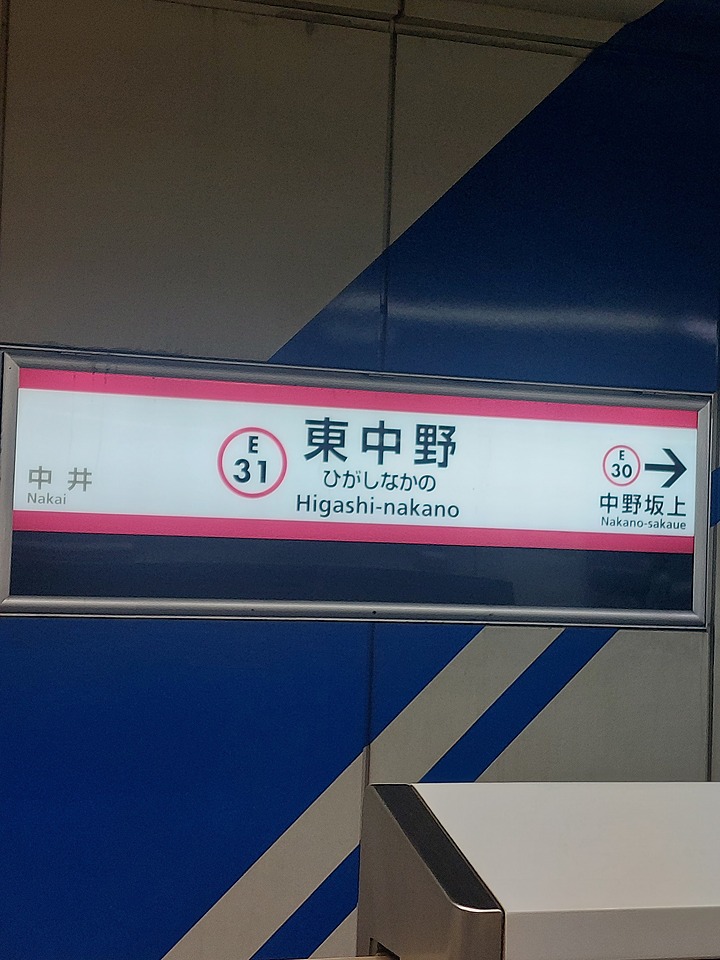 中井
Nakai
E
31
東中野
ひがしなかの
Higashi-nakano
E
30
中野坂上
Nakano-sakaue